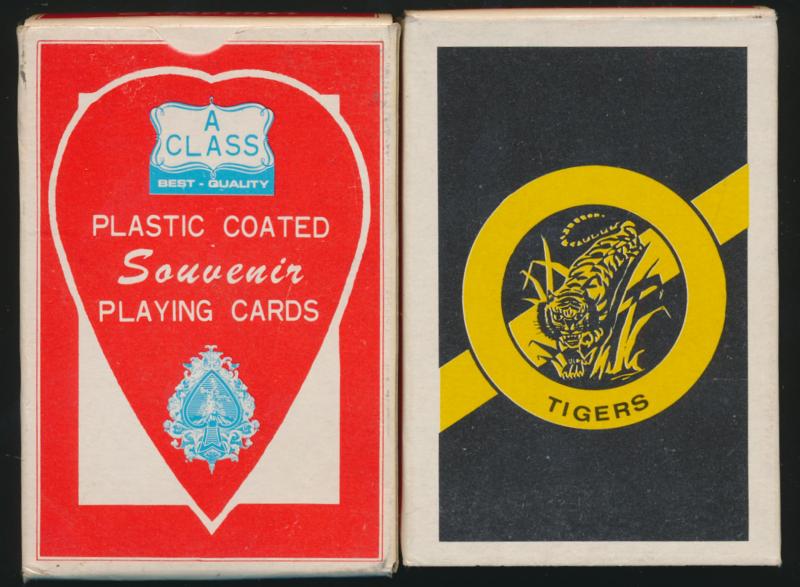 A
CLASS
BEST - QUALITY
PLASTIC COATED
Souvenir
PLAYING CARDS
TIGERS